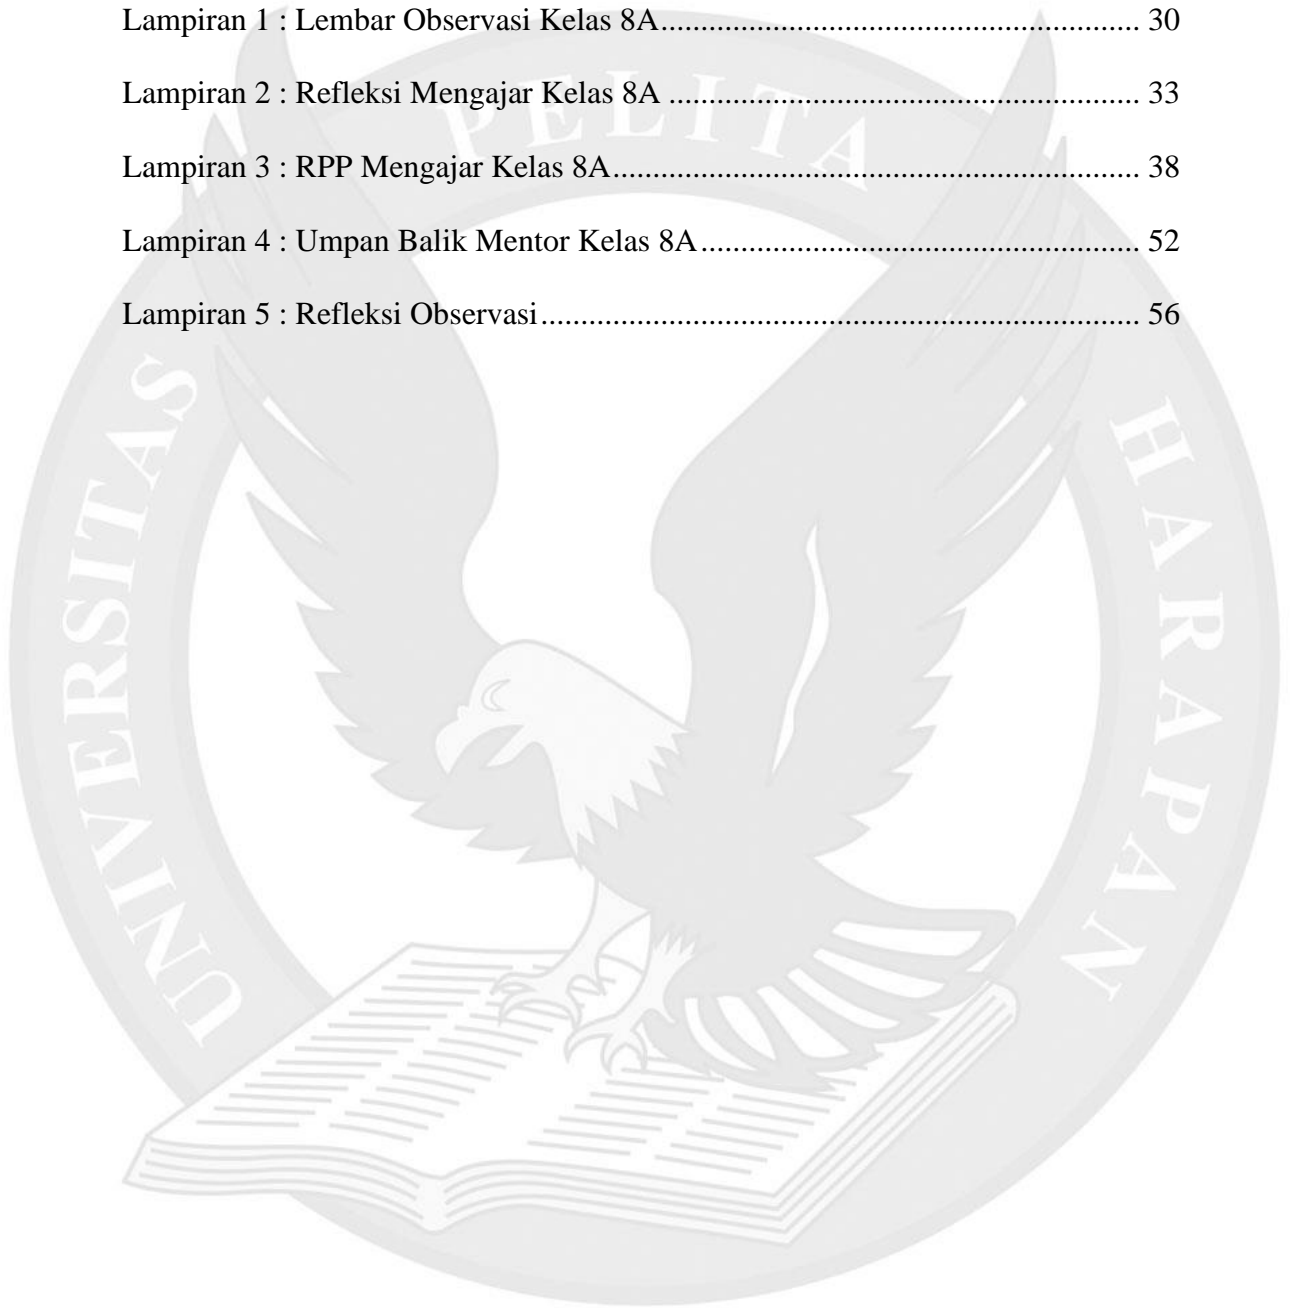 Lampiran 1 : Lembar Observasi Kelas 8A............................................................. 30
Lampiran 2 : Refleksi Mengajar Kelas 8A ............................................................ 33
Lampiran 3 : RPP Mengajar Kelas 8A................................................................... 38
Lampiran 4 : Umpan Balik Mentor Kelas 8A........................................................ 52
Lampiran 5 : Refleksi Observasi............................................................................ 56
UNIVERSITAS PELITA HARAPAN